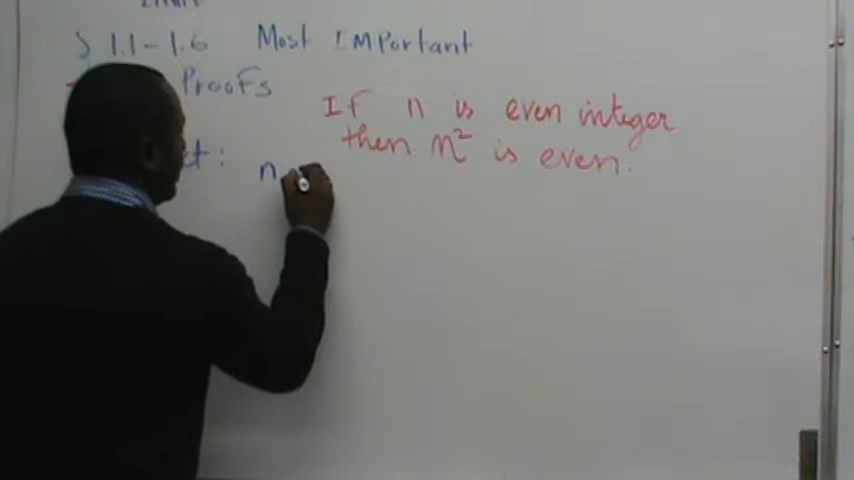 1.1-1.6 Most Important
Proofs
If n is even integer
then n² is even.
n